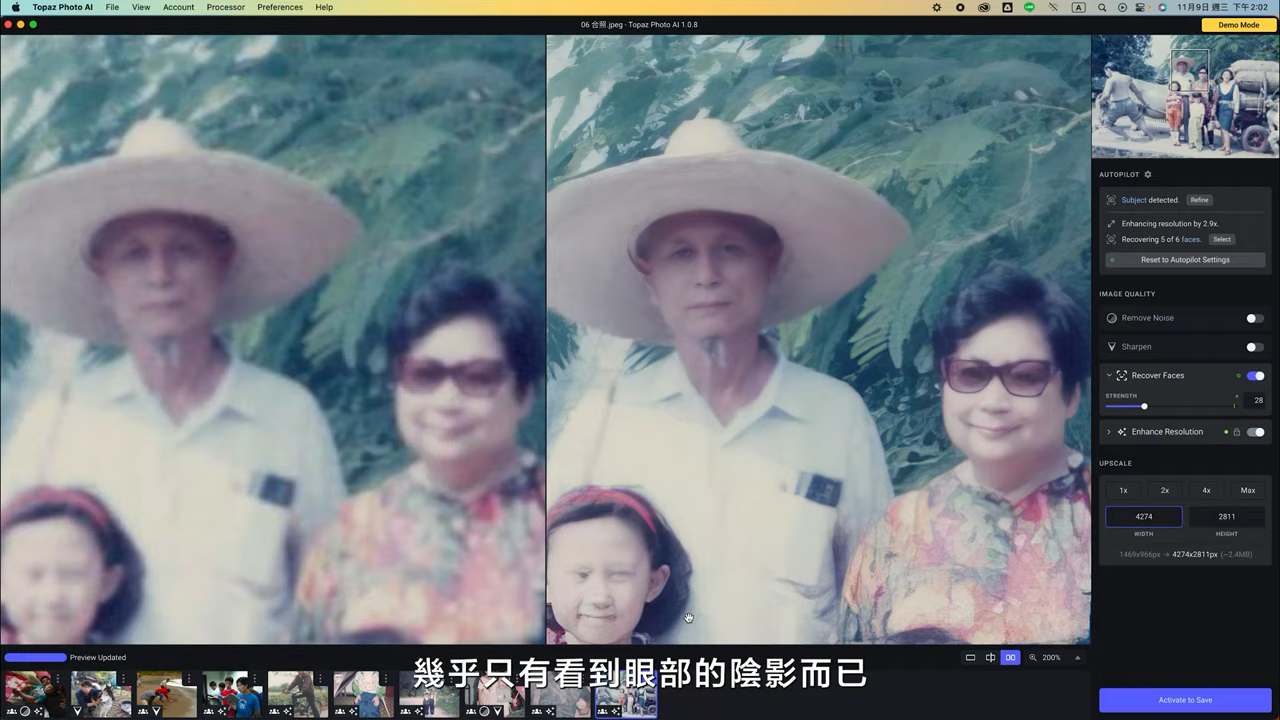 Topaz Photo AI File View Account Processor Preferences Help
A
11月9日 週三 下午 2:02
06 合照.jpeg - Topaz Photo AI 1.0.8
Demo Mode
AUTOPILOT
Subject detected. Refine
Enhancing resolution by 2.9x.
Recovering 5 of 6 faces. Select
Reset to Autopilot Settings
IMAGE QUALITY
Remove Noise
Sharpen
Recover Faces
STRENGTH
28
Enhance Resolution
UPSCALE
1x 2x 4x Max
4274 2811
WIDTH HEIGHT
1469x966px → 4274x2811px (~2.4MB)
Preview Updated
200%
幾乎只有看到眼部的陰影而已
Activate to Save